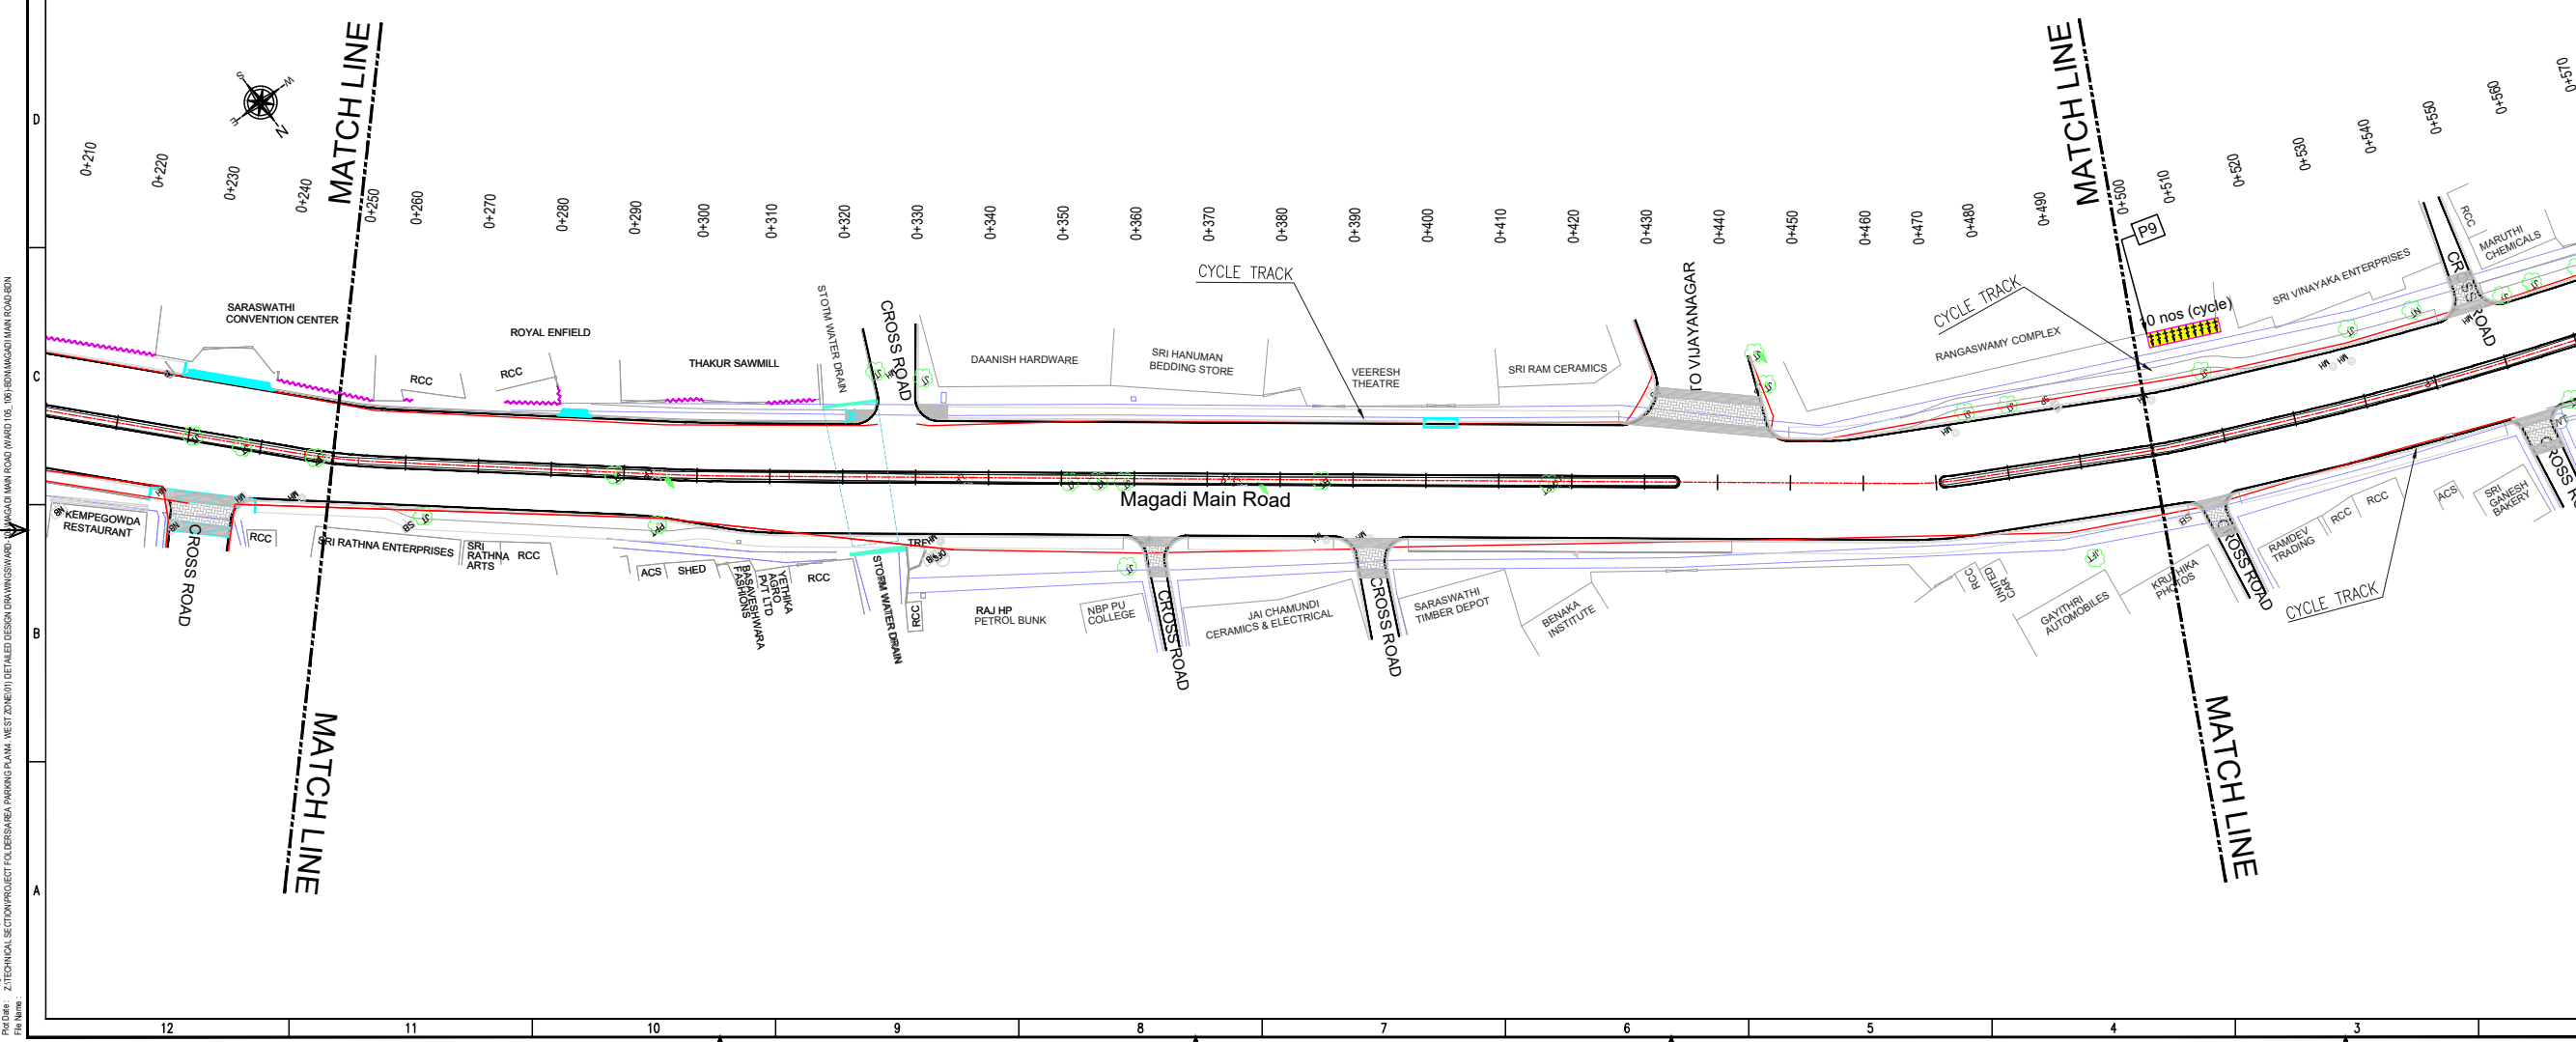 MATCH LINE
MATCH LINE
S
W
E
N
D
0+210
0+220
0+230
0+240
0+250
0+260
0+270
0+280
0+290
0+300
0+310
0+320
0+330
0+340
0+350
0+360
0+370
0+380
0+390
0+400
0+410
0+420
0+430
0+440
0+450
0+460
0+470
0+480
0+490
0+500
0+510
0+520
0+530
0+540
0+550
0+560
0+570
P9
CYCLE TRACK
CYCLE TRACK
0 nos (cycle)
SARASWATHI
CONVENTION CENTER
ROYAL ENFIELD
RCC
RCC
THAKUR SAWMILL
STOTM WATER DRAIN
CROSS ROAD
DAANISH HARDWARE
SRI HANUMAN
BEDDING STORE
VEERESH
THEATRE
SRI RAM CERAMICS
TO VIJAYANAGAR
RANGASWAMY COMPLEX
SRI VINAYAKA ENTERPRISES
CROSS ROAD
RCC
MARUTHI
CHEMICALS
C
Magadi Main Road
KEMPEGOWDA
RESTAURANT
CROSS ROAD
RCC
SRI RATHNA ENTERPRISES
SRI
RATHNA
ARTS
RCC
ACS
SHED
BASAVESHWARA
FASHIONS
YETHIKA
AGRO
PVT LTD
RCC
STORM WATER DRAIN
RCC
RAJ HP
PETROL BUNK
NBP PU
COLLEGE
CROSS ROAD
JAI CHAMUNDI
CERAMICS & ELECTRICAL
CROSS ROAD
SARASWATHI
TIMBER DEPOT
BENAKA
INSTITUTE
RCC
UNITED
CAR
GAYITHRI
AUTOMOBILES
KRUTHIKA
PHOTOS
CROSS ROAD
RAMDEV
TRADING
RCC
RCC
ACS
SRI
GANESH
BAKERY
CROSS R
CYCLE TRACK
B
MATCH LINE
MATCH LINE
A
12
11
10
9
8
7
6
5
4
3
Plot Date :
File Name :